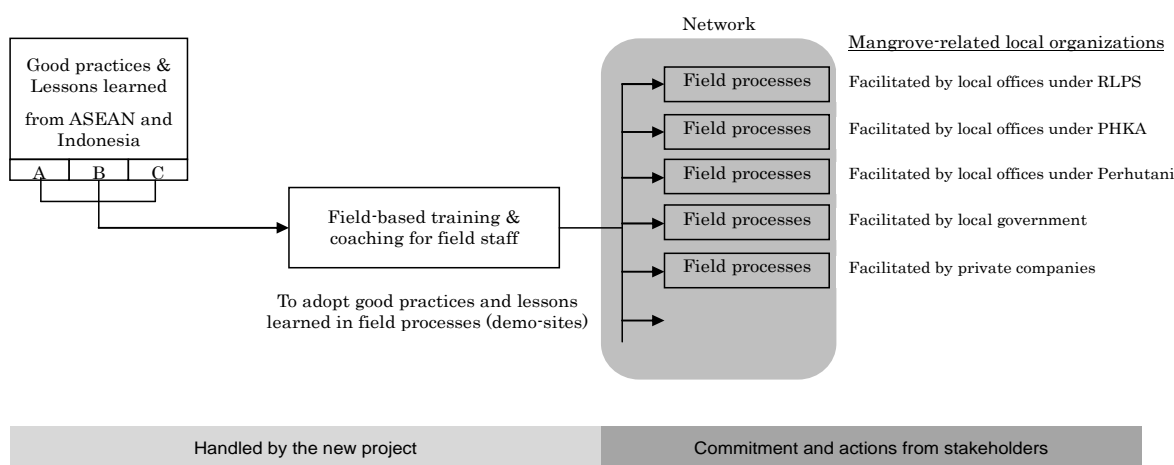 Network
Mangrove-related local organizations
Good practices &
Lessons learned
from ASEAN and
Indonesia
A B C
Field-based training &
coaching for field staff
To adopt good practices and lessons
learned in field processes (demo-sites)
Field processes
Facilitated by local offices under RLPS
Field processes
Facilitated by local offices under PHKA
Field processes
Facilitated by local offices under Perhutani
Field processes
Facilitated by local government
Field processes
Facilitated by private companies
Handled by the new project
Commitment and actions from stakeholders